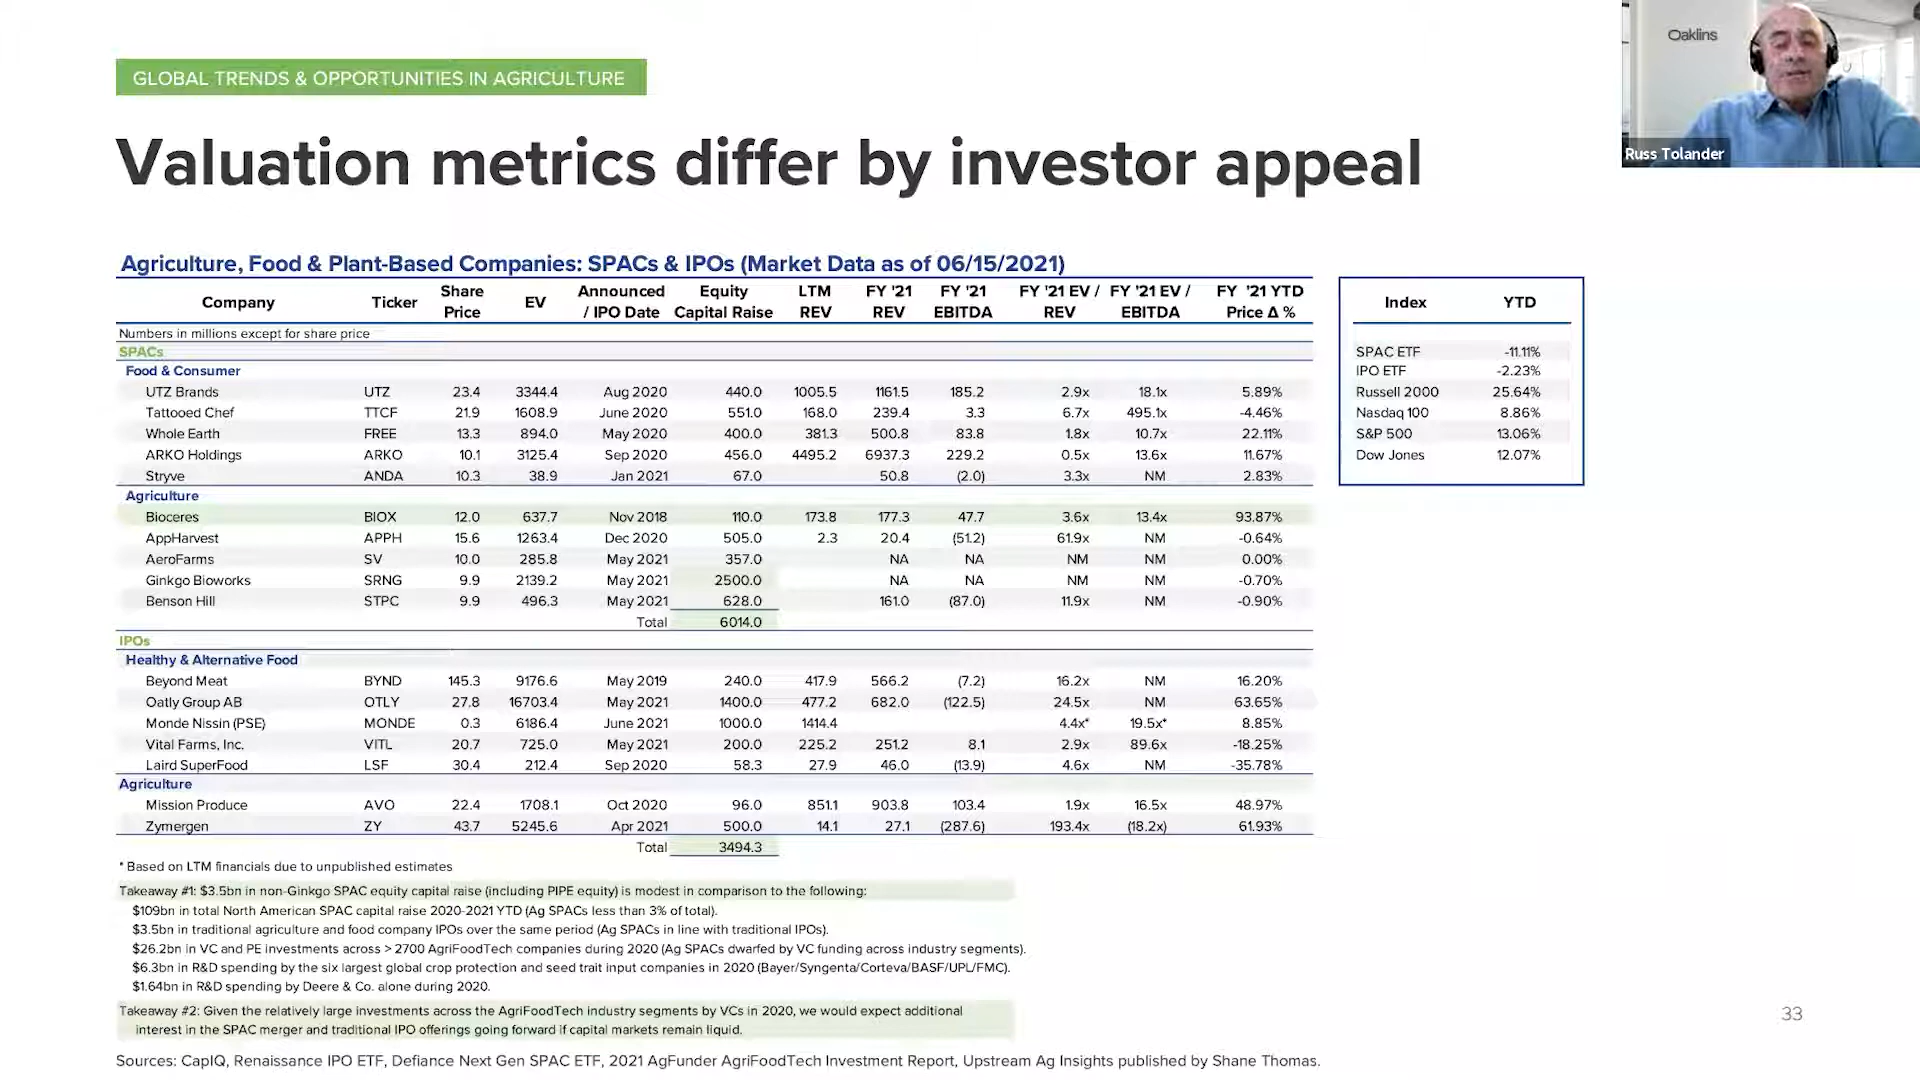 Oaklins
Russ Tolander
GLOBAL TRENDS & OPPORTUNITIES IN AGRICULTURE
Valuation metrics differ by investor appeal
Agriculture, Food & Plant-Based Companies: SPACs & IPOs (Market Data as of 06/15/2021)
Company Ticker Share Price EV Announced / IPO Date Equity Capital Raise LTM REV FY '21 REV FY '21 EBITDA FY '21 EV / REV FY '21 EV / EBITDA FY '21 YTD Price Δ %
Numbers in millions except for share price
SPACs
Food & Consumer
UTZ Brands UTZ 23.4 3344.4 Aug 2020 440.0 1005.5 1161.5 185.2 2.9x 18.1x 5.89%
Tattooed Chef TTCF 21.9 1608.9 June 2020 551.0 168.0 239.4 3.3 6.7x 495.1x -4.46%
Whole Earth FREE 13.3 894.0 May 2020 400.0 381.3 500.8 83.8 1.8x 10.7x 22.11%
ARKO Holdings ARKO 10.1 3125.4 Sep 2020 456.0 4495.2 6937.3 229.2 0.5x 13.6x 11.67%
Stryve ANDA 10.3 38.9 Jan 2021 67.0 50.8 (2.0) 3.3x NM 2.83%
Agriculture
Bioceres BIOX 12.0 637.7 Nov 2018 110.0 173.8 177.3 47.7 3.6x 13.4x 93.87%
AppHarvest APPH 15.6 1263.4 Dec 2020 505.0 2.3 20.4 (51.2) 61.9x NM -0.64%
AeroFarms SV 10.0 285.8 May 2021 357.0 NA NA NM NM 0.00%
Ginkgo Bioworks SRNG 9.9 2139.2 May 2021 2500.0 NA NA NM NM -0.70%
Benson Hill STPC 9.9 496.3 May 2021 628.0 161.0 (87.0) 11.9x NM -0.90%
Total 6014.0
IPOs
Healthy & Alternative Food
Beyond Meat BYND 145.3 9176.6 May 2019 240.0 417.9 566.2 (7.2) 16.2x NM 16.20%
Oatly Group AB OTLY 27.8 16703.4 May 2021 1400.0 477.2 682.0 (122.5) 24.5x NM 63.65%
Monde Nissin (PSE) MONDE 0.3 6186.4 June 2021 1000.0 1414.4 4.4x* 19.5x* 8.85%
Vital Farms, Inc. VITL 20.7 725.0 May 2021 200.0 225.2 251.2 8.1 2.9x 89.6x -18.25%
Laird SuperFood LSF 30.4 212.4 Sep 2020 58.3 27.9 46.0 (13.9) 4.6x NM -35.78%
Agriculture
Mission Produce AVO 22.4 1708.1 Oct 2020 96.0 851.1 903.8 103.4 1.9x 16.5x 48.97%
Zymergen ZY 43.7 5245.6 Apr 2021 500.0 14.1 27.1 (287.6) 193.4x (18.2x) 61.93%
Total 3494.3
Index YTD
SPAC ETF -11.11%
IPO ETF -2.23%
Russell 2000 25.64%
Nasdaq 100 8.86%
S&P 500 13.06%
Dow Jones 12.07%
* Based on LTM financials due to unpublished estimates
Takeaway #1: $3.5bn in non-Ginkgo SPAC equity capital raise (including PIPE equity) is modest in comparison to the following:
$109bn in total North American SPAC capital raise 2020-2021 YTD (Ag SPACs less than 3% of total).
$3.5bn in traditional agriculture and food company IPOs over the same period (Ag SPACs in line with traditional IPOs).
$26.2bn in VC and PE investments across > 2700 AgriFoodTech companies during 2020 (Ag SPACs dwarfed by VC funding across industry segments).
$6.3bn in R&D spending by the six largest global crop protection and seed trait input companies in 2020 (Bayer/Syngenta/Corteva/BASF/UPL/FMC).
$1.64bn in R&D spending by Deere & Co. alone during 2020.
Takeaway #2: Given the relatively large investments across the AgriFoodTech industry segments by VCs in 2020, we would expect additional
interest in the SPAC merger and traditional IPO offerings going forward if capital markets remain liquid.
33
Sources: CapIQ, Renaissance IPO ETF, Defiance Next Gen SPAC ETF, 2021 AgFunder AgriFoodTech Investment Report, Upstream Ag Insights published by Shane Thomas.